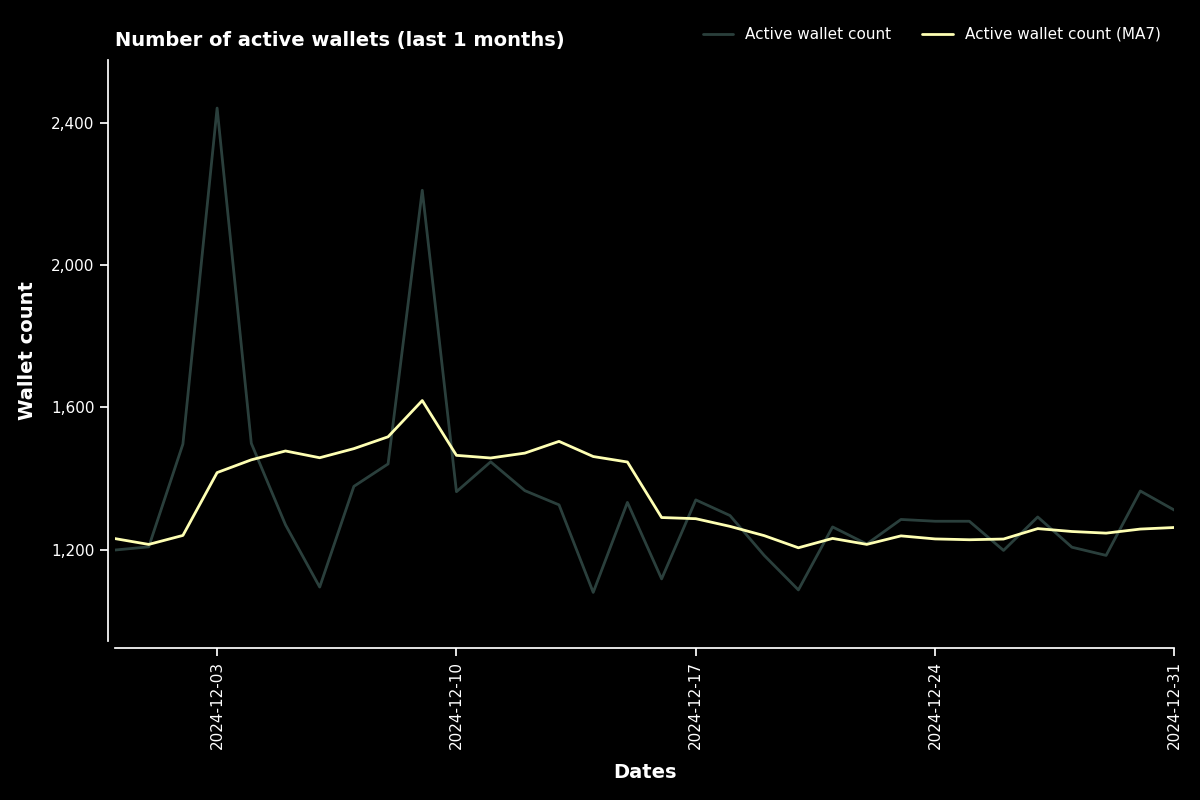 Number of active wallets (last 1 months)
Active wallet count
Active wallet count (MA7)
Wallet count
2,400
2,000
1,600
1,200
2024-12-03
2024-12-10
2024-12-17
2024-12-24
2024-12-31
Dates